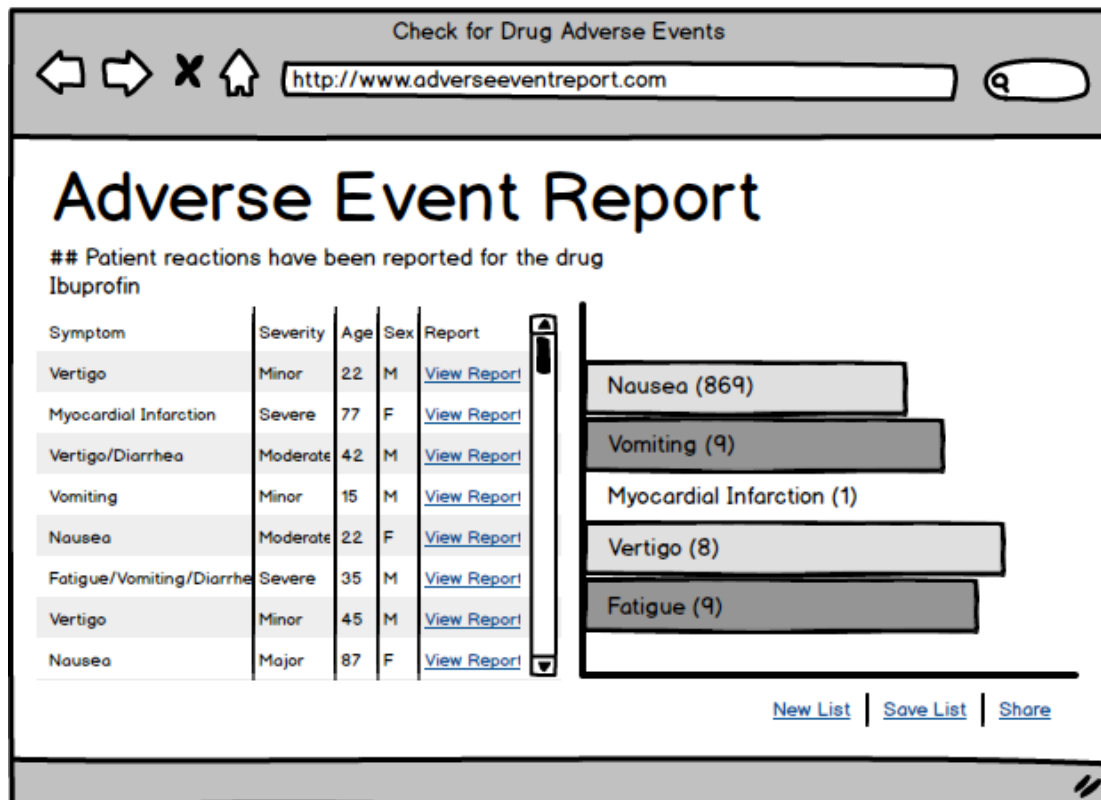 Check for Drug Adverse Events
http://www.adverseeventreport.com
Adverse Event Report
## Patient reactions have been reported for the drug
Ibuprofin
Symptom Severity Age Sex Report
Vertigo Minor 22 M View Report
Myocardial Infarction Severe 77 F View Report
Vertigo/Diarrhea Moderate 42 M View Report
Vomiting Minor 15 M View Report
Nausea Moderate 22 F View Report
Fatigue/Vomiting/Diarrhe Severe 35 M View Report
Vertigo Minor 45 M View Report
Nausea Major 87 F View Report
Nausea (869)
Vomiting (9)
Myocardial Infarction (1)
Vertigo (8)
Fatigue (9)
New List Save List Share